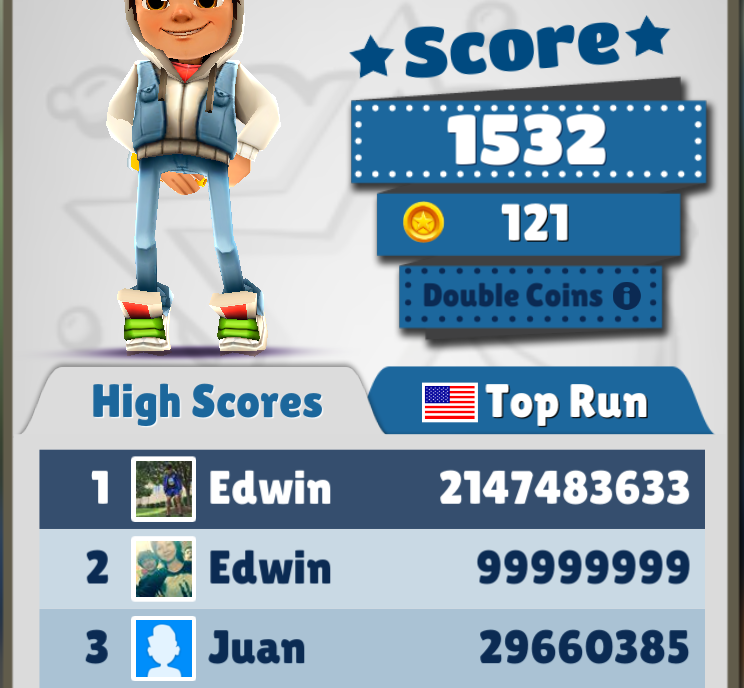 Score
1532
121
Double Coins i
High Scores
Top Run
1 Edwin 2147483633
2 Edwin 99999999
3 Juan 29660385